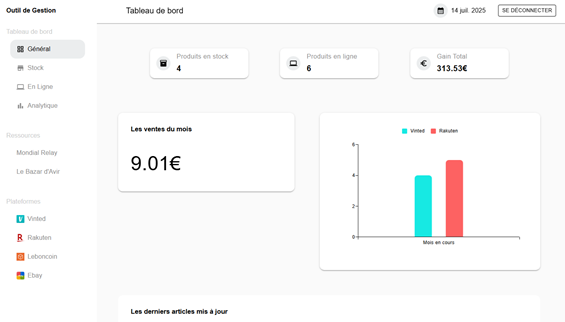 Outil de Gestion
Tableau de bord
14 juil. 2025
SE DÉCONNECTER
Tableau de bord
Général
Stock
En Ligne
Analytique
Ressources
Mondial Relay
Le Bazar d'Avir
Plateformes
Vinted
Rakuten
Leboncoin
Ebay
Produits en stock
4
Produits en ligne
6
Gain Total
313.53€
Les ventes du mois
9.01€
Vinted
Rakuten
6
4
2
0
Mois en cours
Les derniers articles mis à jour